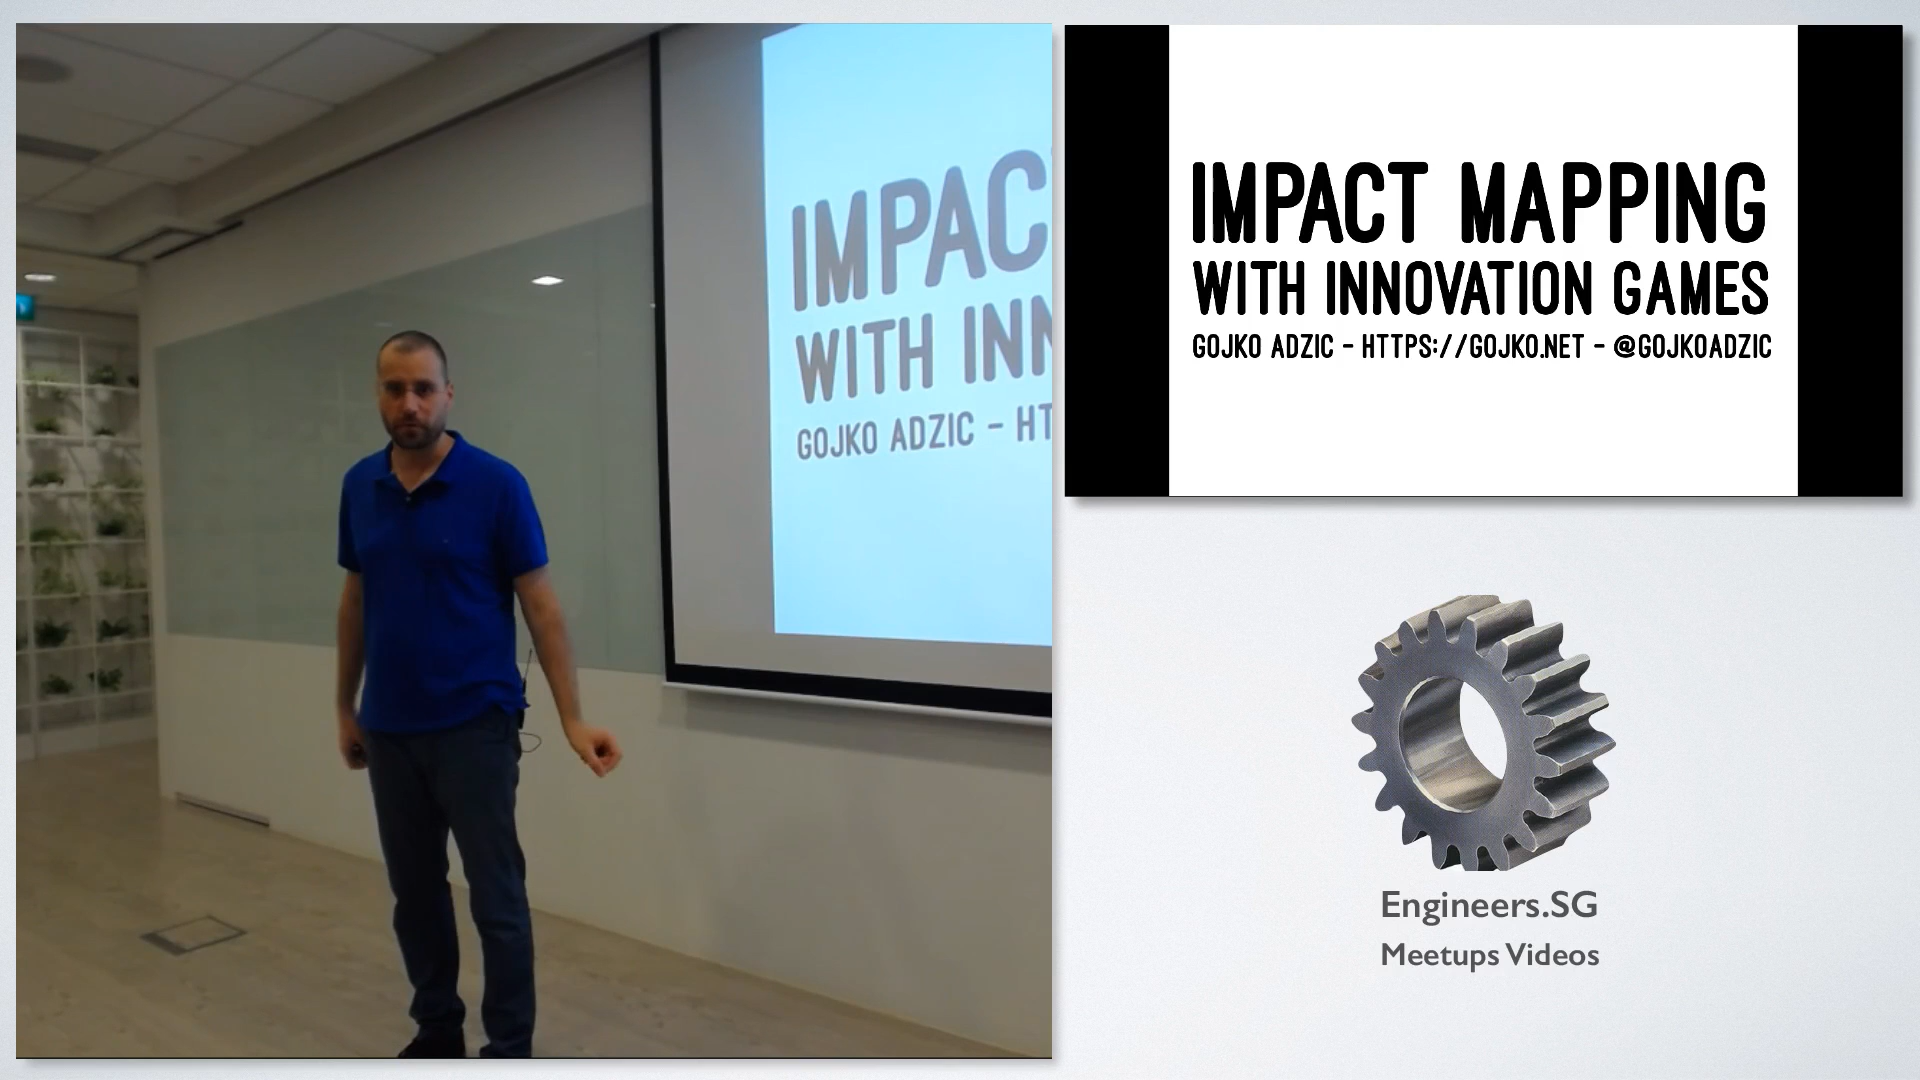 IMPAC
WITH INN
GOJKO ADZIC - HT
IMPACT MAPPING
WITH INNOVATION GAMES
GOJKO ADZIC - HTTPS://GOJKO.NET - @GOJKOADZIC
Engineers.SG
Meetups Videos